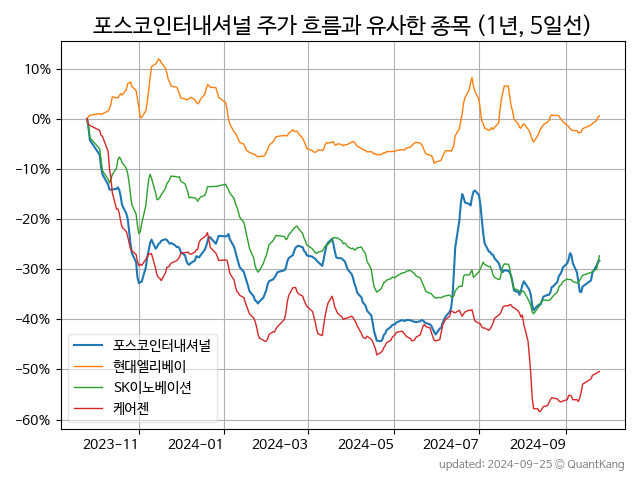 포스코인터내셔널 주가 흐름과 유사한 종목 (1년, 5일선)
10%
0%
−10%
−20%
−30%
−40%
−50%
−60%
포스코인터내셔널
현대엘리베이
SK이노베이션
케어젠
2023-11
2024-01
2024-03
2024-05
2024-07
2024-09
updated: 2024-09-25 © QuantKang